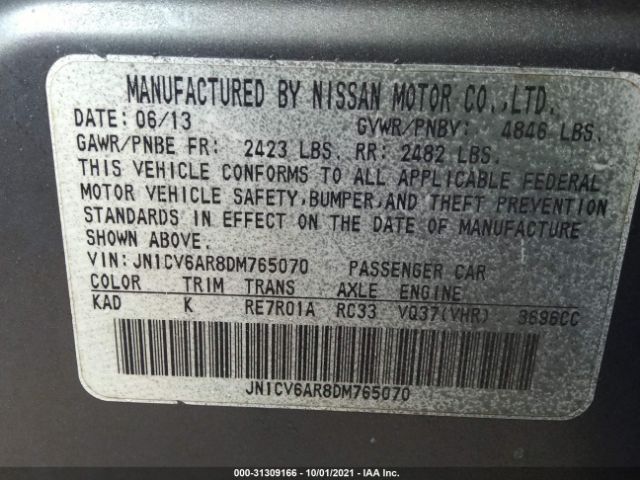 MANUFACTURED BY NISSAN MOTOR CO.,LTD.
DATE: 06/13 GVWR/PNBV: 4846 LBS.
GAWR/PNBE FR: 2423 LBS. RR: 2482 LBS.
THIS VEHICLE CONFORMS TO ALL APPLICABLE FEDERAL
MOTOR VEHICLE SAFETY,BUMPER,AND THEFT PREVENTION
STANDARDS IN EFFECT ON THE DATE OF MANUFACTURE
SHOWN ABOVE.
VIN: JN1CV6AR8DM765070 PASSENGER CAR
COLOR TRIM TRANS AXLE ENGINE
KAD K RE7R01A RC33 VQ37(VHR) 3696CC
JN1CV6AR8DM765070
000-31309166 - 10/01/2021 - IAA Inc.